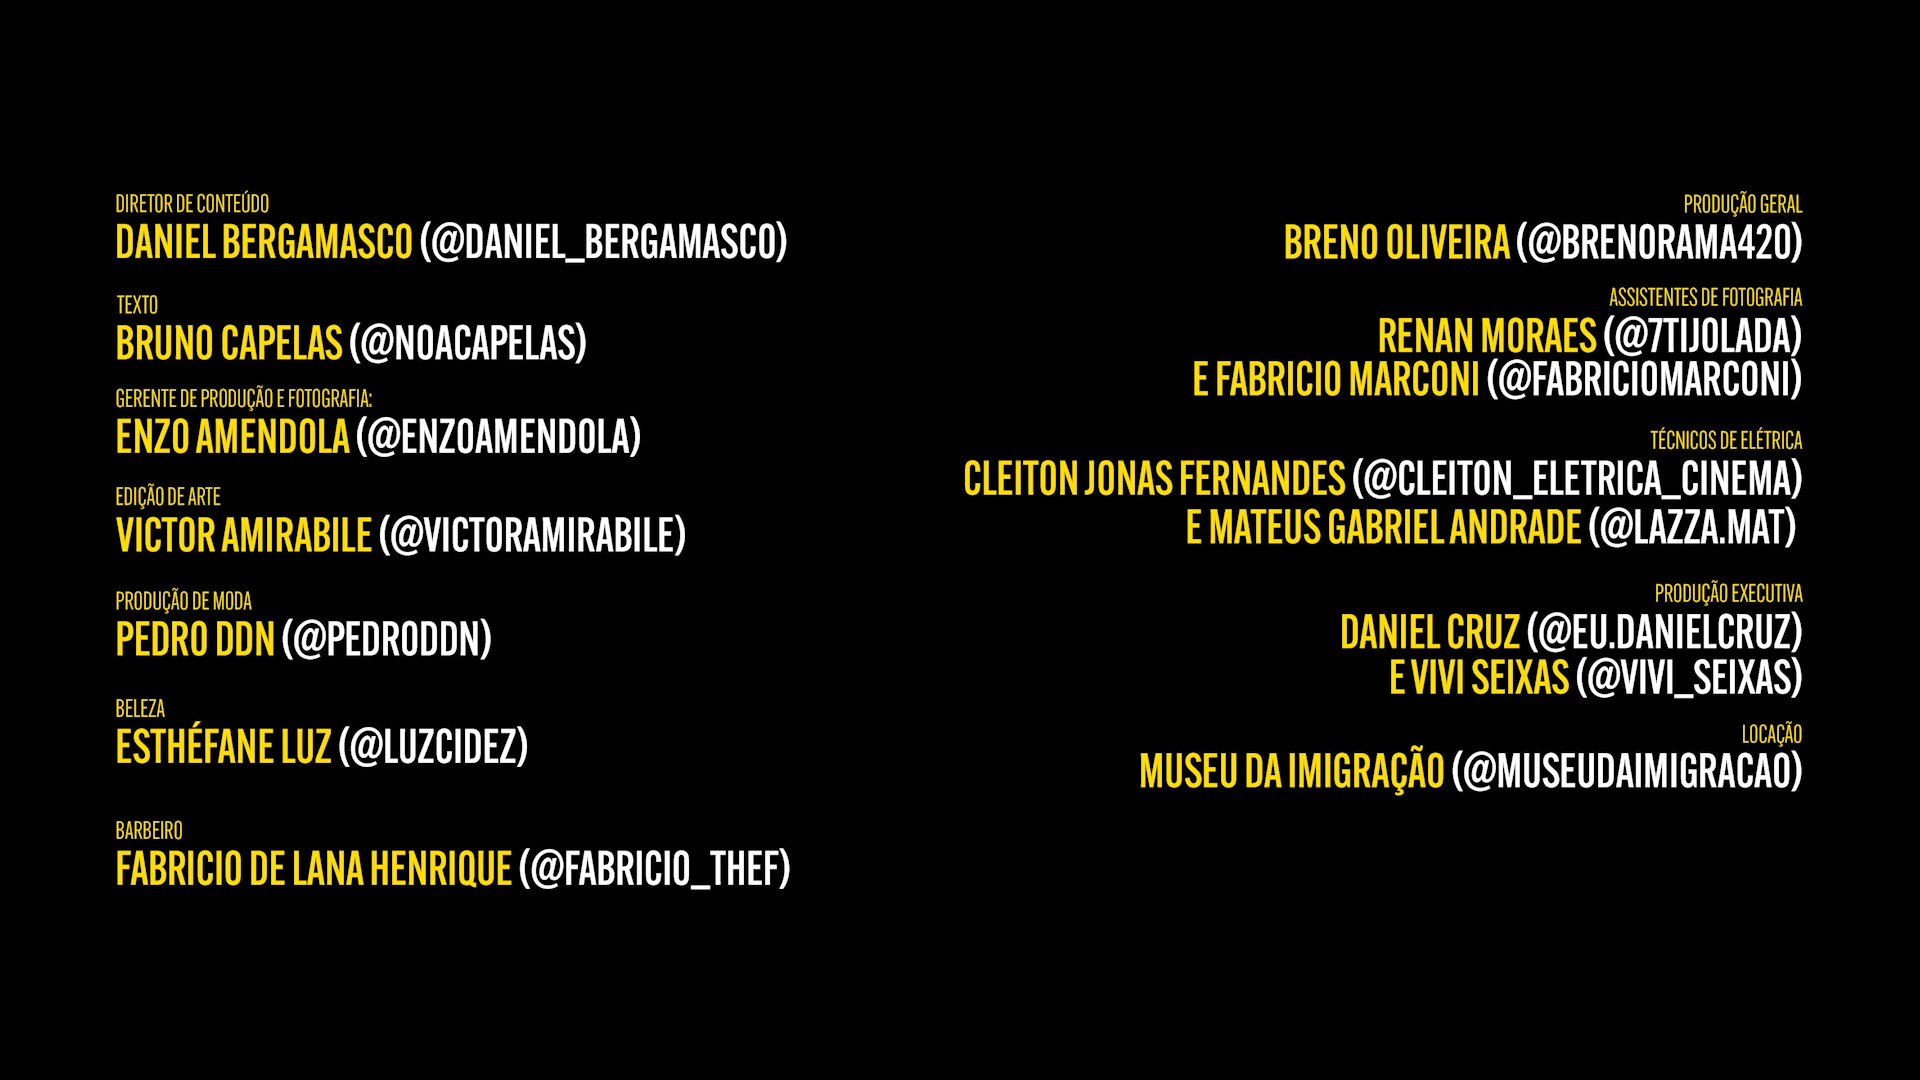 DIRETOR DE CONTEÚDO
DANIEL BERGAMASCO (@DANIEL_BERGAMASCO)
TEXTO
BRUNO CAPELAS (@NOACAPELAS)
GERENTE DE PRODUÇÃO E FOTOGRAFIA:
ENZO AMENDOLA (@ENZOAMENDOLA)
EDIÇÃO DE ARTE
VICTOR AMIRABILE (@VICTORAMIRABILE)
PRODUÇÃO DE MODA
PEDRO DDN (@PEDRODDN)
BELEZA
ESTHÉFANE LUZ (@LUZCIDEZ)
BARBEIRO
FABRICIO DE LANA HENRIQUE (@FABRICIO_THEF)
PRODUÇÃO GERAL
BRENO OLIVEIRA (@BRENORAMA420)
ASSISTENTES DE FOTOGRAFIA
RENAN MORAES (@7TIJOLADA)
E FABRICIO MARCONI (@FABRICIOMARCONI)
TÉCNICOS DE ELÉTRICA
CLEITON JONAS FERNANDES (@CLEITON_ELETRICA_CINEMA)
E MATEUS GABRIEL ANDRADE (@LAZZA.MAT)
PRODUÇÃO EXECUTIVA
DANIEL CRUZ (@EU.DANIELCRUZ)
E VIVI SEIXAS (@VIVI_SEIXAS)
LOCAÇÃO
MUSEU DA IMIGRAÇÃO (@MUSEUDAIMIGRACAO)